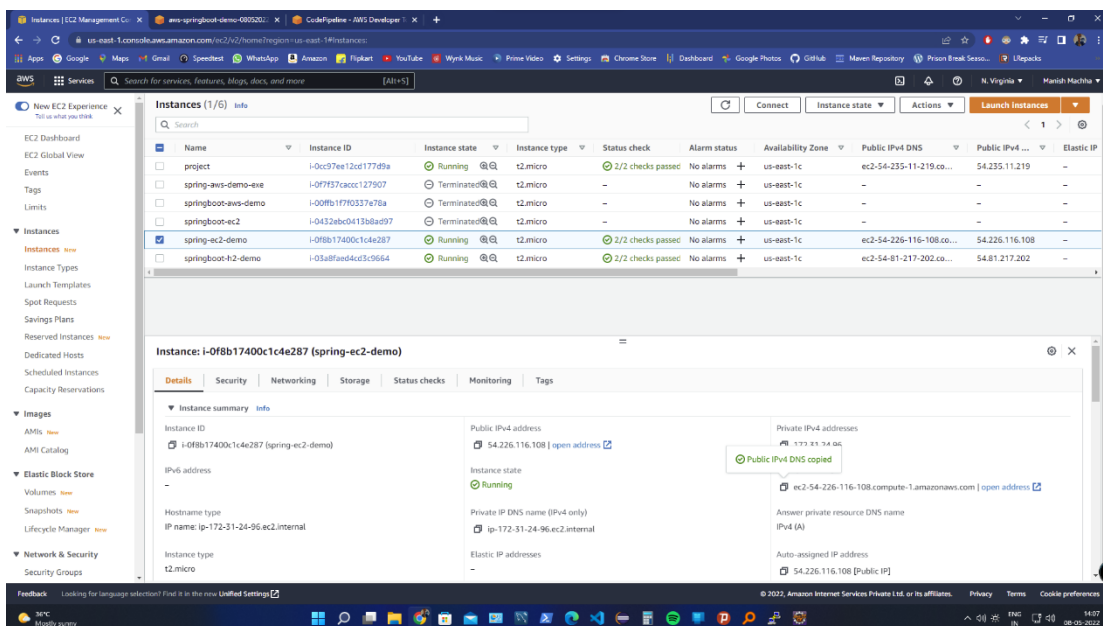 Instances | EC2 Management Co
aws-springboot-demo-0805202
CodePipeline - AWS Developer T
us-east-1.console.aws.amazon.com/ec2/v2/home?region=us-east-1#Instances:
Apps Google Maps Gmail Speedtest WhatsApp Amazon Flipkart YouTube Wynk Music Prime Video Settings Chrome Store Dashboard Google Photos GitHub Maven Repository Prison Break Seaso... LRepacks
aws Services Search for services, features, blogs, docs, and more [Alt+S] N. Virginia ▼ Manish Machha ▼
New EC2 Experience
Tell us what you think
EC2 Dashboard
EC2 Global View
Events
Tags
Limits
▼ Instances
Instances New
Instance Types
Launch Templates
Spot Requests
Savings Plans
Reserved Instances New
Dedicated Hosts
Scheduled Instances
Capacity Reservations
▼ Images
AMIs New
AMI Catalog
▼ Elastic Block Store
Volumes New
Snapshots New
Lifecycle Manager New
▼ Network & Security
Security Groups
Instances (1/6) Info
Connect Instance state ▼ Actions ▼ Launch instances ▼
Search
1
Name Instance ID Instance state Instance type Status check Alarm status Availability Zone Public IPv4 DNS Public IPv4 ... Elastic IP
project i-0cc97ee12cd177d9a Running t2.micro 2/2 checks passed No alarms + us-east-1c ec2-54-235-11-219.co... 54.235.11.219 –
spring-aws-demo-exe i-0f7f37caccc127907 Terminated t2.micro – No alarms + us-east-1c – – –
springboot-aws-demo i-00ffb1f7f0337e78a Terminated t2.micro – No alarms + us-east-1c – – –
springboot-ec2 i-0432ebc0413b8ad97 Terminated t2.micro – No alarms + us-east-1c – – –
spring-ec2-demo i-0f8b17400c1c4e287 Running t2.micro 2/2 checks passed No alarms + us-east-1c ec2-54-226-116-108.co... 54.226.116.108 –
springboot-h2-demo i-03a8faed4cd3c9664 Running t2.micro 2/2 checks passed No alarms + us-east-1c ec2-54-81-217-202.co... 54.81.217.202 –
Instance: i-0f8b17400c1c4e287 (spring-ec2-demo)
Details Security Networking Storage Status checks Monitoring Tags
▼ Instance summary Info
Instance ID Public IPv4 address Private IPv4 addresses
i-0f8b17400c1c4e287 (spring-ec2-demo) 54.226.116.108 | open address 172.31.24.96
Public IPv4 DNS copied
IPv6 address Instance state
– Running ec2-54-226-116-108.compute-1.amazonaws.com | open address
Hostname type Private IP DNS name (IPv4 only) Answer private resource DNS name
IP name: ip-172-31-24-96.ec2.internal ip-172-31-24-96.ec2.internal IPv4 (A)
Instance type Elastic IP addresses Auto-assigned IP address
t2.micro – 54.226.116.108 [Public IP]
Feedback Looking for language selection? Find it in the new Unified Settings © 2022, Amazon Internet Services Private Ltd. or its affiliates. Privacy Terms Cookie preferences
36°C
Mostly sunny
ENG
IN
14:07
08-05-2022